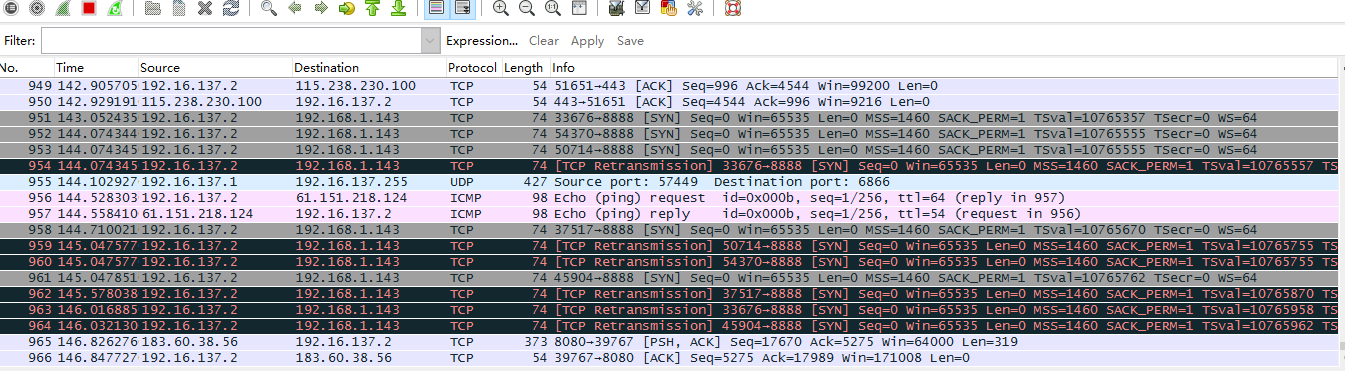 Filter: Expression... Clear Apply Save
No. Time Source Destination Protocol Length Info
949 142.905705 192.16.137.2 115.238.230.100 TCP 54 51651→443 [ACK] Seq=996 Ack=4544 Win=99200 Len=0
950 142.929191 115.238.230.100 192.16.137.2 TCP 54 443→51651 [ACK] Seq=4544 Ack=996 Win=9216 Len=0
951 143.052435 192.16.137.2 192.168.1.143 TCP 74 33676→8888 [SYN] Seq=0 Win=65535 Len=0 MSS=1460 SACK_PERM=1 TSval=10765357 TSecr=0 WS=64
952 144.074344 192.16.137.2 192.168.1.143 TCP 74 54370→8888 [SYN] Seq=0 Win=65535 Len=0 MSS=1460 SACK_PERM=1 TSval=10765555 TSecr=0 WS=64
953 144.074345 192.16.137.2 192.168.1.143 TCP 74 50714→8888 [SYN] Seq=0 Win=65535 Len=0 MSS=1460 SACK_PERM=1 TSval=10765555 TSecr=0 WS=64
954 144.074345 192.16.137.2 192.168.1.143 TCP 74 [TCP Retransmission] 33676→8888 [SYN] Seq=0 Win=65535 Len=0 MSS=1460 SACK_PERM=1 TSval=10765557 TS
955 144.102927 192.16.137.1 192.16.137.255 UDP 427 Source port: 57449 Destination port: 6866
956 144.528303 192.16.137.2 61.151.218.124 ICMP 98 Echo (ping) request id=0x000b, seq=1/256, ttl=64 (reply in 957)
957 144.558410 61.151.218.124 192.16.137.2 ICMP 98 Echo (ping) reply id=0x000b, seq=1/256, ttl=54 (request in 956)
958 144.710021 192.16.137.2 192.168.1.143 TCP 74 37517→8888 [SYN] Seq=0 Win=65535 Len=0 MSS=1460 SACK_PERM=1 TSval=10765670 TSecr=0 WS=64
959 145.047577 192.16.137.2 192.168.1.143 TCP 74 [TCP Retransmission] 50714→8888 [SYN] Seq=0 Win=65535 Len=0 MSS=1460 SACK_PERM=1 TSval=10765755 TS
960 145.047577 192.16.137.2 192.168.1.143 TCP 74 [TCP Retransmission] 54370→8888 [SYN] Seq=0 Win=65535 Len=0 MSS=1460 SACK_PERM=1 TSval=10765755 TS
961 145.047851 192.16.137.2 192.168.1.143 TCP 74 45904→8888 [SYN] Seq=0 Win=65535 Len=0 MSS=1460 SACK_PERM=1 TSval=10765762 TSecr=0 WS=64
962 145.578038 192.16.137.2 192.168.1.143 TCP 74 [TCP Retransmission] 37517→8888 [SYN] Seq=0 Win=65535 Len=0 MSS=1460 SACK_PERM=1 TSval=10765870 TS
963 146.016885 192.16.137.2 192.168.1.143 TCP 74 [TCP Retransmission] 33676→8888 [SYN] Seq=0 Win=65535 Len=0 MSS=1460 SACK_PERM=1 TSval=10765958 TS
964 146.032130 192.16.137.2 192.168.1.143 TCP 74 [TCP Retransmission] 45904→8888 [SYN] Seq=0 Win=65535 Len=0 MSS=1460 SACK_PERM=1 TSval=10765962 TS
965 146.826276 183.60.38.56 192.16.137.2 TCP 373 8080→39767 [PSH, ACK] Seq=17670 Ack=5275 Win=64000 Len=319
966 146.847727 192.16.137.2 183.60.38.56 TCP 54 39767→8080 [ACK] Seq=5275 Ack=17989 Win=171008 Len=0